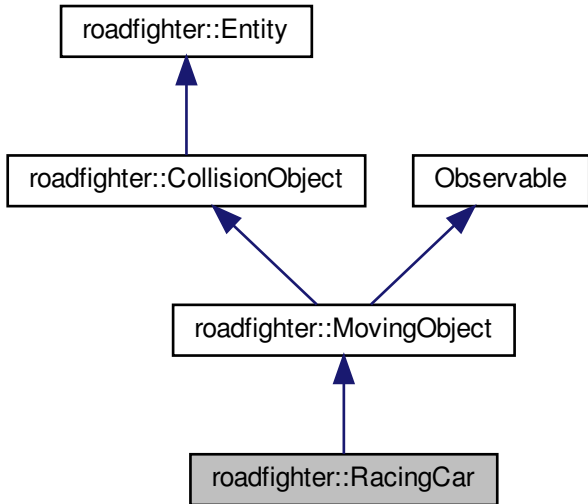 roadfighter::Entity
roadfighter::CollisionObject
Observable
roadfighter::MovingObject
roadfighter::RacingCar